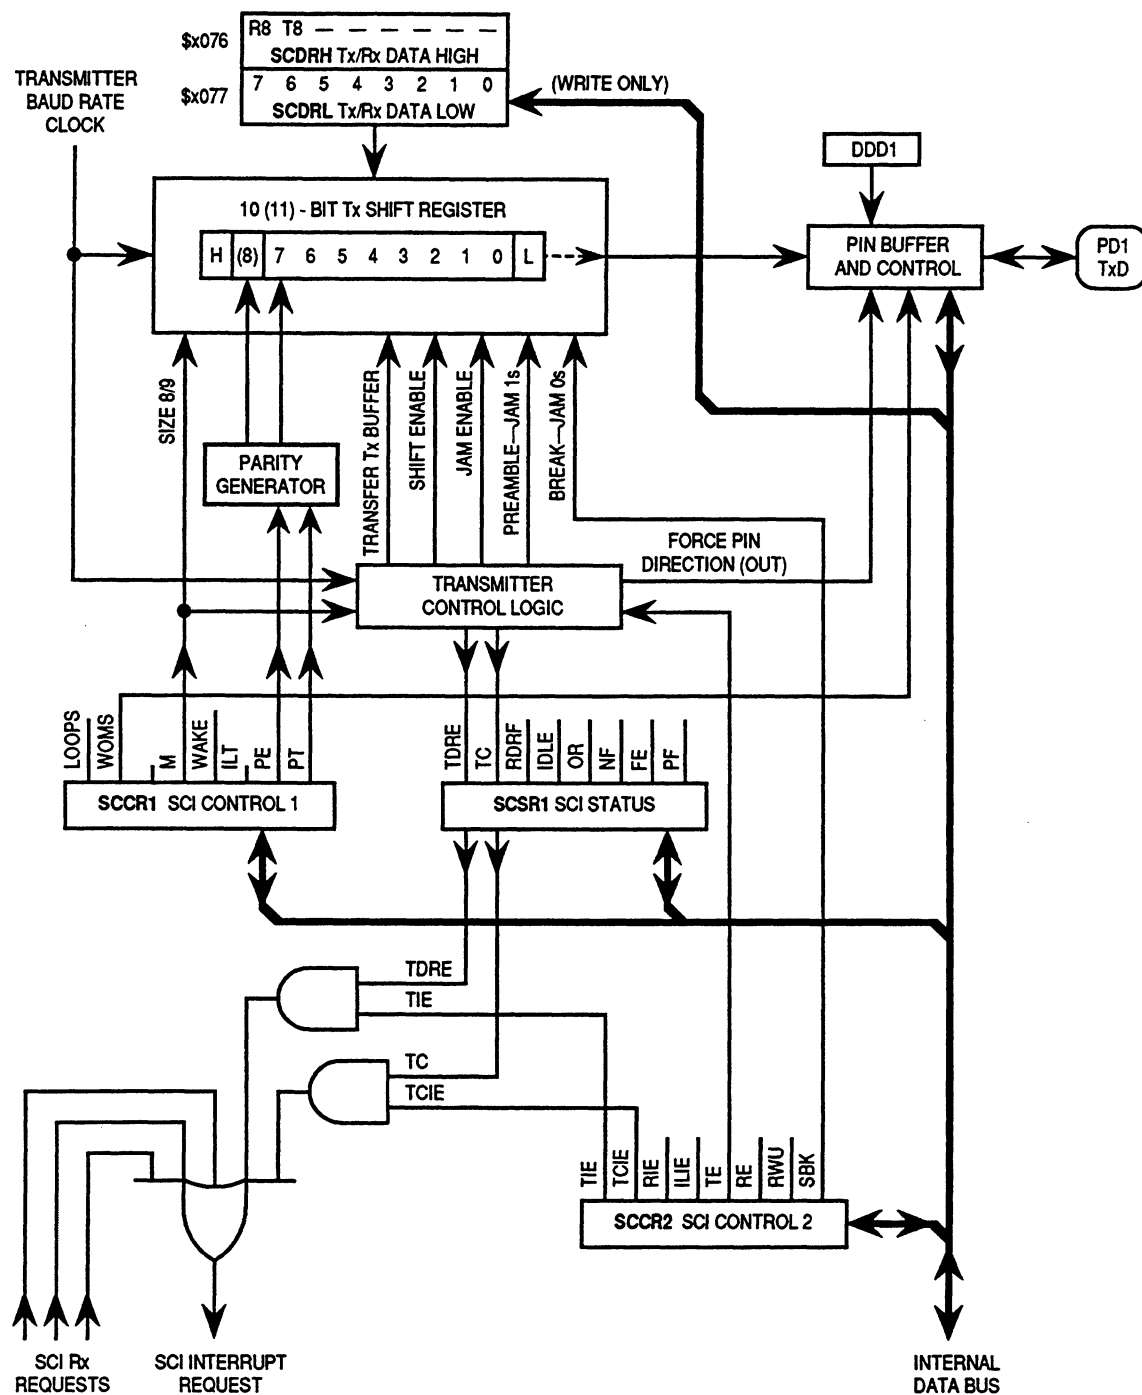 $x076
R8 T8 – – – – – –
SCDRH Tx/Rx DATA HIGH
$x077
7 6 5 4 3 2 1 0
SCDRL Tx/Rx DATA LOW
(WRITE ONLY)
TRANSMITTER
BAUD RATE
CLOCK
DDD1
10 (11) - BIT Tx SHIFT REGISTER
H (8) 7 6 5 4 3 2 1 0 L
PIN BUFFER
AND CONTROL
PD1
TxD
SIZE 8/9
TRANSFER Tx BUFFER
SHIFT ENABLE
JAM ENABLE
PREAMBLE—JAM 1s
BREAK—JAM 0s
PARITY
GENERATOR
FORCE PIN
DIRECTION (OUT)
TRANSMITTER
CONTROL LOGIC
LOOPS
WOMS
M
WAKE
ILT
PE
PT
SCCR1 SCI CONTROL 1
TDRE
TC
RDRF
IDLE
OR
NF
FE
PF
SCSR1 SCI STATUS
TDRE
TIE
TC
TCIE
TIE
TCIE
RIE
ILIE
TE
RE
RWU
SBK
SCCR2 SCI CONTROL 2
SCI Rx
REQUESTS
SCI INTERRUPT
REQUEST
INTERNAL
DATA BUS